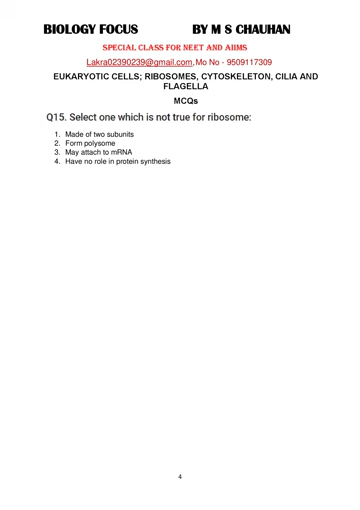 BIOLOGY FOCUS BY M S CHAUHAN
SPECIAL CLASS FOR NEET AND AIIMS
Lakra02390239@gmail.com,Mo No - 9509117309
EUKARYOTIC CELLS; RIBOSOMES, CYTOSKELETON, CILIA AND
FLAGELLA
MCQs
Q15. Select one which is not true for ribosome:
1. Made of two subunits
2. Form polysome
3. May attach to mRNA
4. Have no role in protein synthesis
4